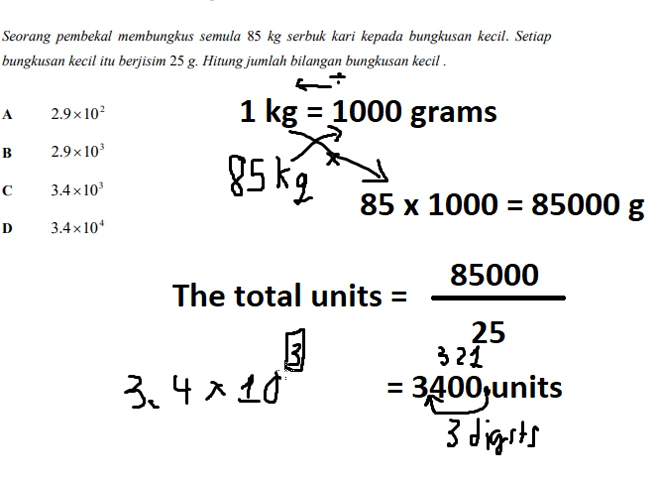 Seorang pembekal membungkus semula 85 kg serbuk kari kepada bungkusan kecil. Setiap
bungkusan kecil itu berjisim 25 g. Hitung jumlah bilangan bungkusan kecil .
A 2.9×10²
B 2.9×10³
C 3.4×10³
D 3.4×10⁴
÷
1 kg = 1000 grams
×
85 kg
85 x 1000 = 85000 g
The total units = 85000
25
3 2 1
= 3400 units
3 digits
3.4 × 10³